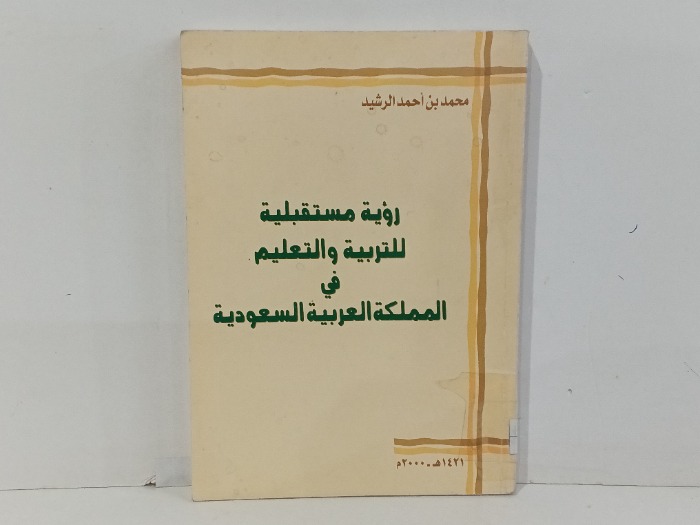 محمد بن أحمد الرشيد
رؤية مستقبلية
للتربية والتعليم
في
المملكة العربية السعودية
١٤٢١هـ - ٢٠٠٠م